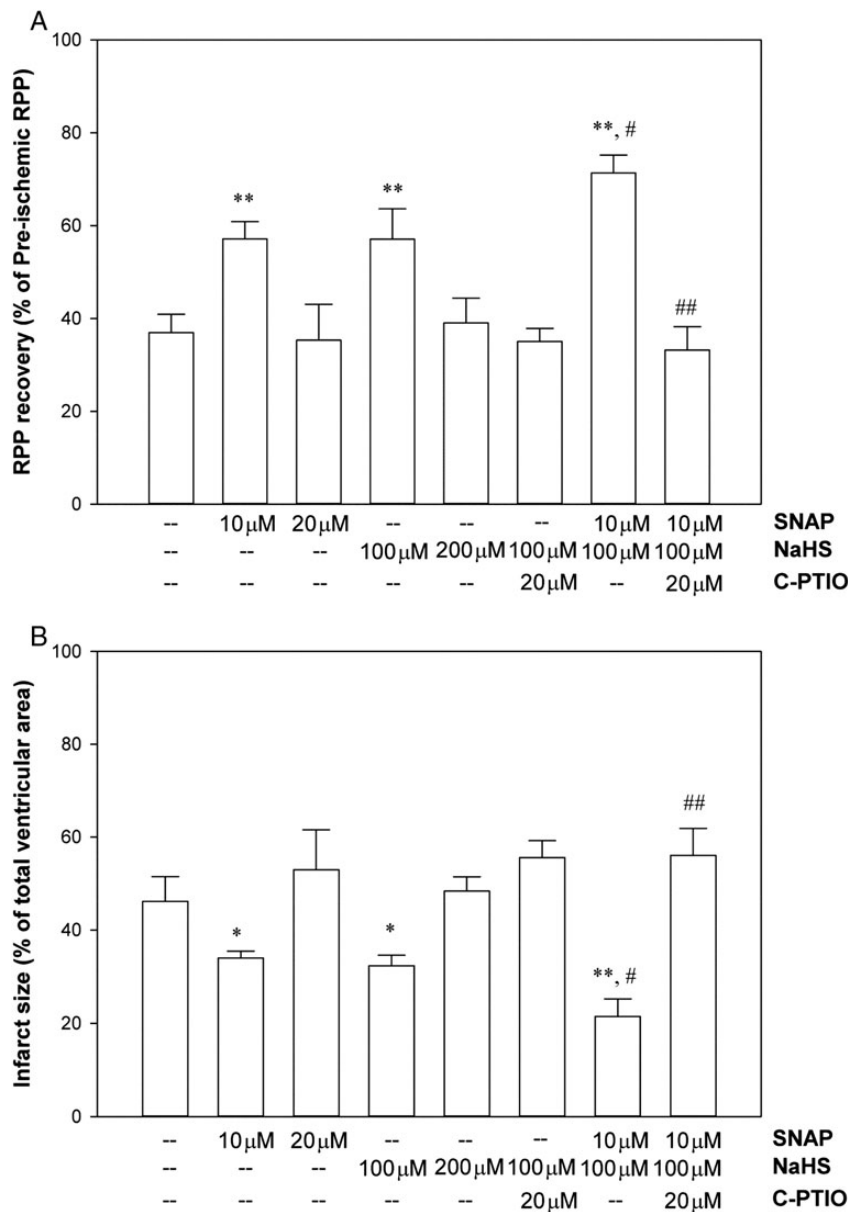 A
100
80
60
40
20
0
RPP recovery (% of Pre-ischemic RPP)
**
**
**, #
##
-- 10μM 20μM -- -- -- 10μM 10μM SNAP
-- -- -- 100μM 200μM 100μM 100μM 100μM NaHS
-- -- -- -- -- 20μM -- 20μM C-PTIO
B
100
80
60
40
20
0
Infarct size (% of total ventricular area)
*
*
**, #
##
-- 10μM 20μM -- -- -- 10μM 10μM SNAP
-- -- -- 100μM 200μM 100μM 100μM 100μM NaHS
-- -- -- -- -- 20μM -- 20μM C-PTIO